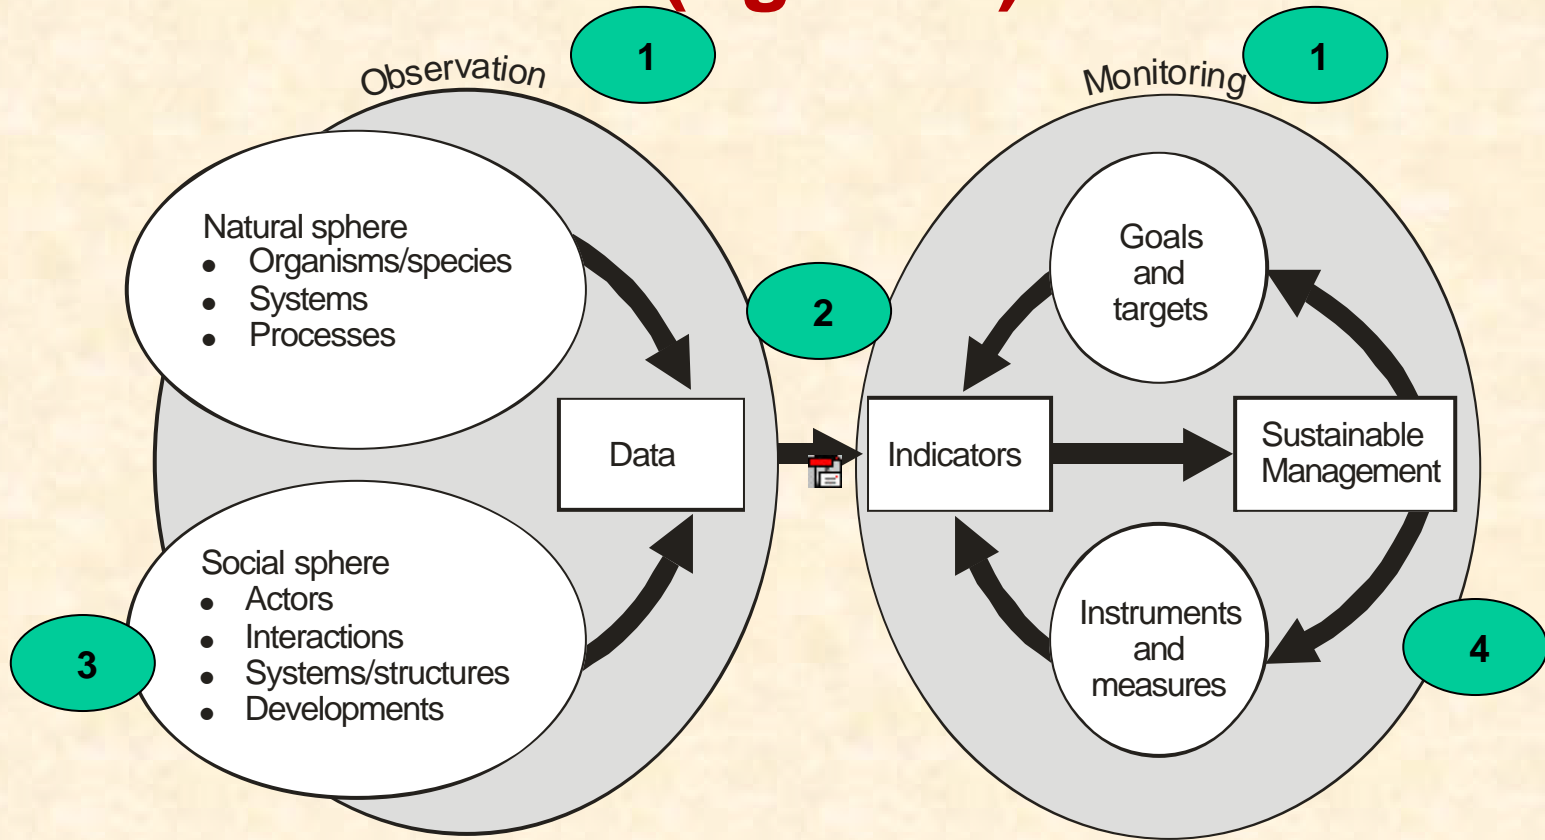 Observation
1
Natural sphere
• Organisms/species
• Systems
• Processes
Data
Social sphere
• Actors
• Interactions
• Systems/structures
• Developments
3
2
Monitoring
1
Goals
and
targets
Indicators
Sustainable
Management
Instruments
and
measures
4